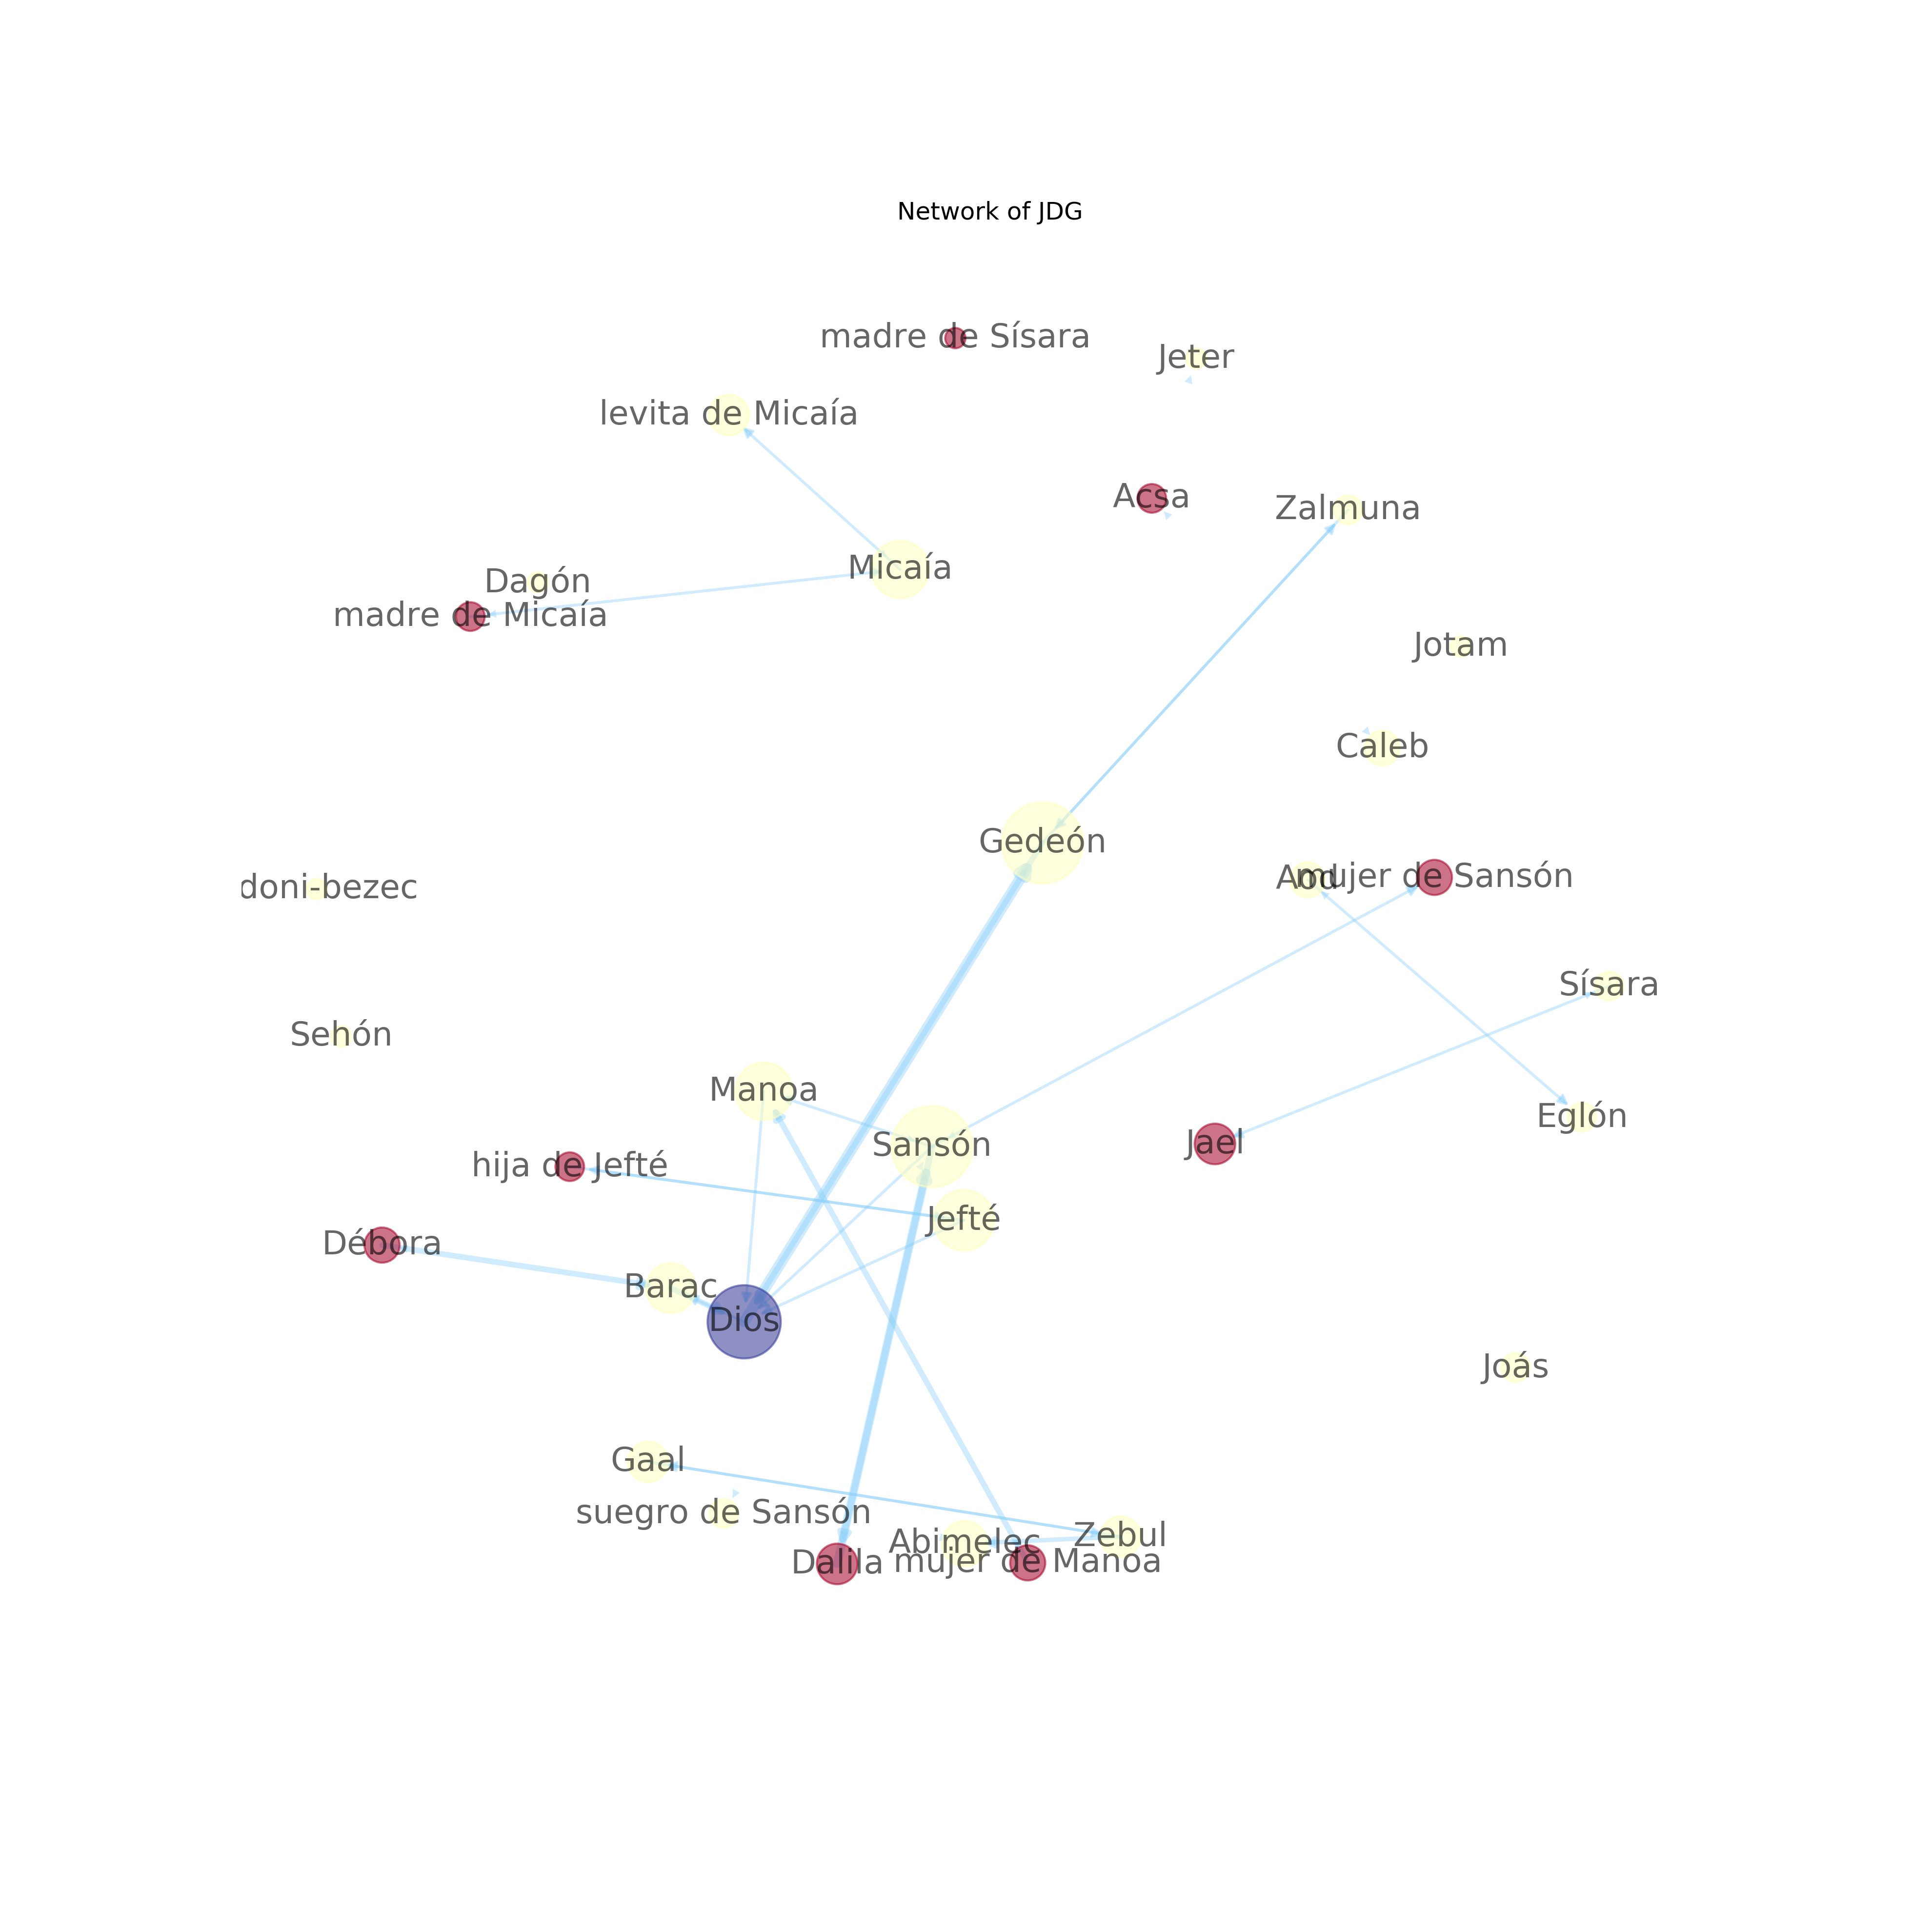 Network of JDG
madre de Sísara
Jeter
levita de Micaía
Acsa
Zalmuna
Micaía
Dagón
madre de Micaía
Jotam
Caleb
Gedeón
Aod
mujer de Sansón
doni-bezec
Sísara
Sehón
Manoa
Eglón
Sansón
Jael
hija de Jefté
Jefté
Débora
Barac
Dios
Joás
Gaal
suegro de Sansón
Zebul
Abimelec
Dalila
mujer de Manoa